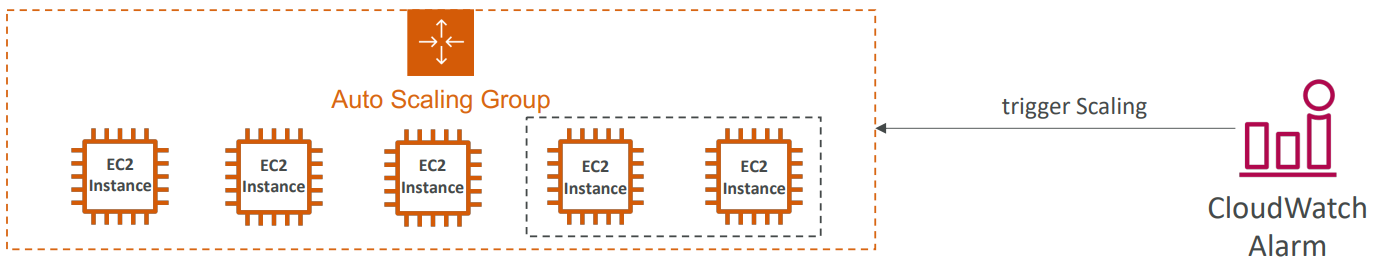 Auto Scaling Group
EC2
Instance
EC2
Instance
EC2
Instance
EC2
Instance
EC2
Instance
trigger Scaling
CloudWatch
Alarm